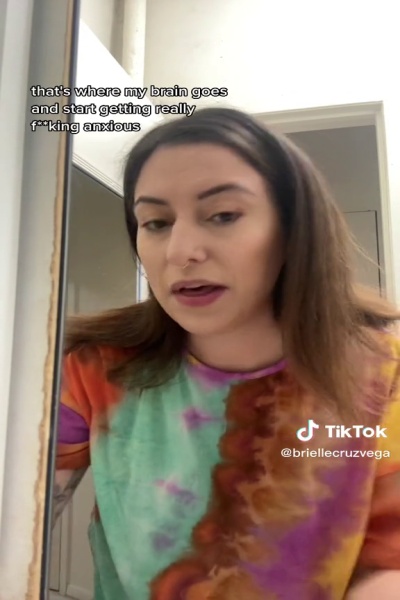 that's where my brain goes
and start getting really
f**king anxious
TikTok
@briellecruzvega